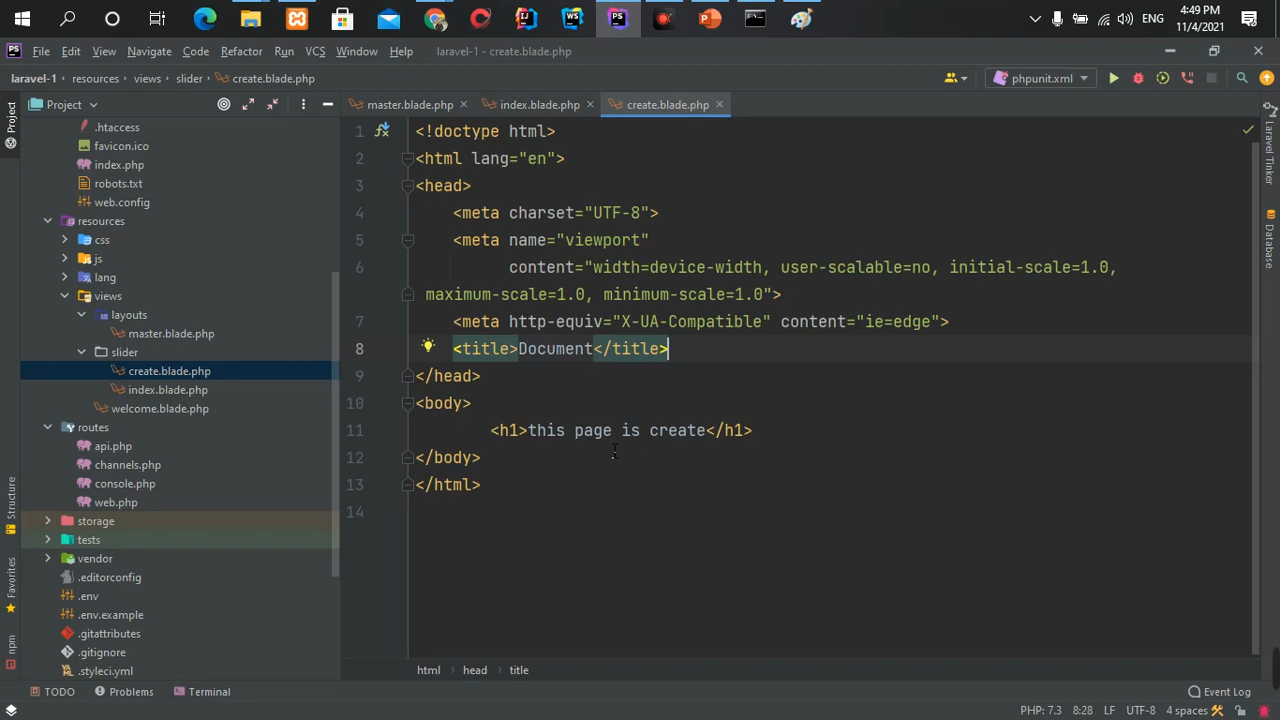 4:49 PM
ENG
11/4/2021
PS
File Edit View Navigate Code Refactor Run VCS Window Help
laravel-1 - create.blade.php
laravel-1 resources views slider create.blade.php
phpunit.xml
Project
master.blade.php
index.blade.php
create.blade.php
.htaccess
favicon.ico
index.php
robots.txt
web.config
resources
css
js
lang
views
layouts
master.blade.php
slider
create.blade.php
index.blade.php
welcome.blade.php
routes
api.php
channels.php
console.php
web.php
storage
tests
vendor
.editorconfig
.env
.env.example
.gitattributes
.gitignore
.styleci.yml
1 <!doctype html>
2 <html lang="en">
3 <head>
4 <meta charset="UTF-8">
5 <meta name="viewport"
6 content="width=device-width, user-scalable=no, initial-scale=1.0,
maximum-scale=1.0, minimum-scale=1.0">
7 <meta http-equiv="X-UA-Compatible" content="ie=edge">
8 <title>Document</title>
9 </head>
10 <body>
11 <h1>this page is create</h1>
12 </body>
13 </html>
14
Project
Structure
Favorites
npm
Laravel Tinker
Database
html head title
TODO Problems Terminal
Event Log
PHP: 7.3 8:28 LF UTF-8 4 spaces